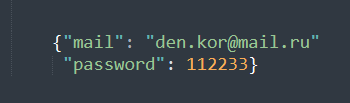 {"mail": "den.kor@mail.ru"
"password": 112233}